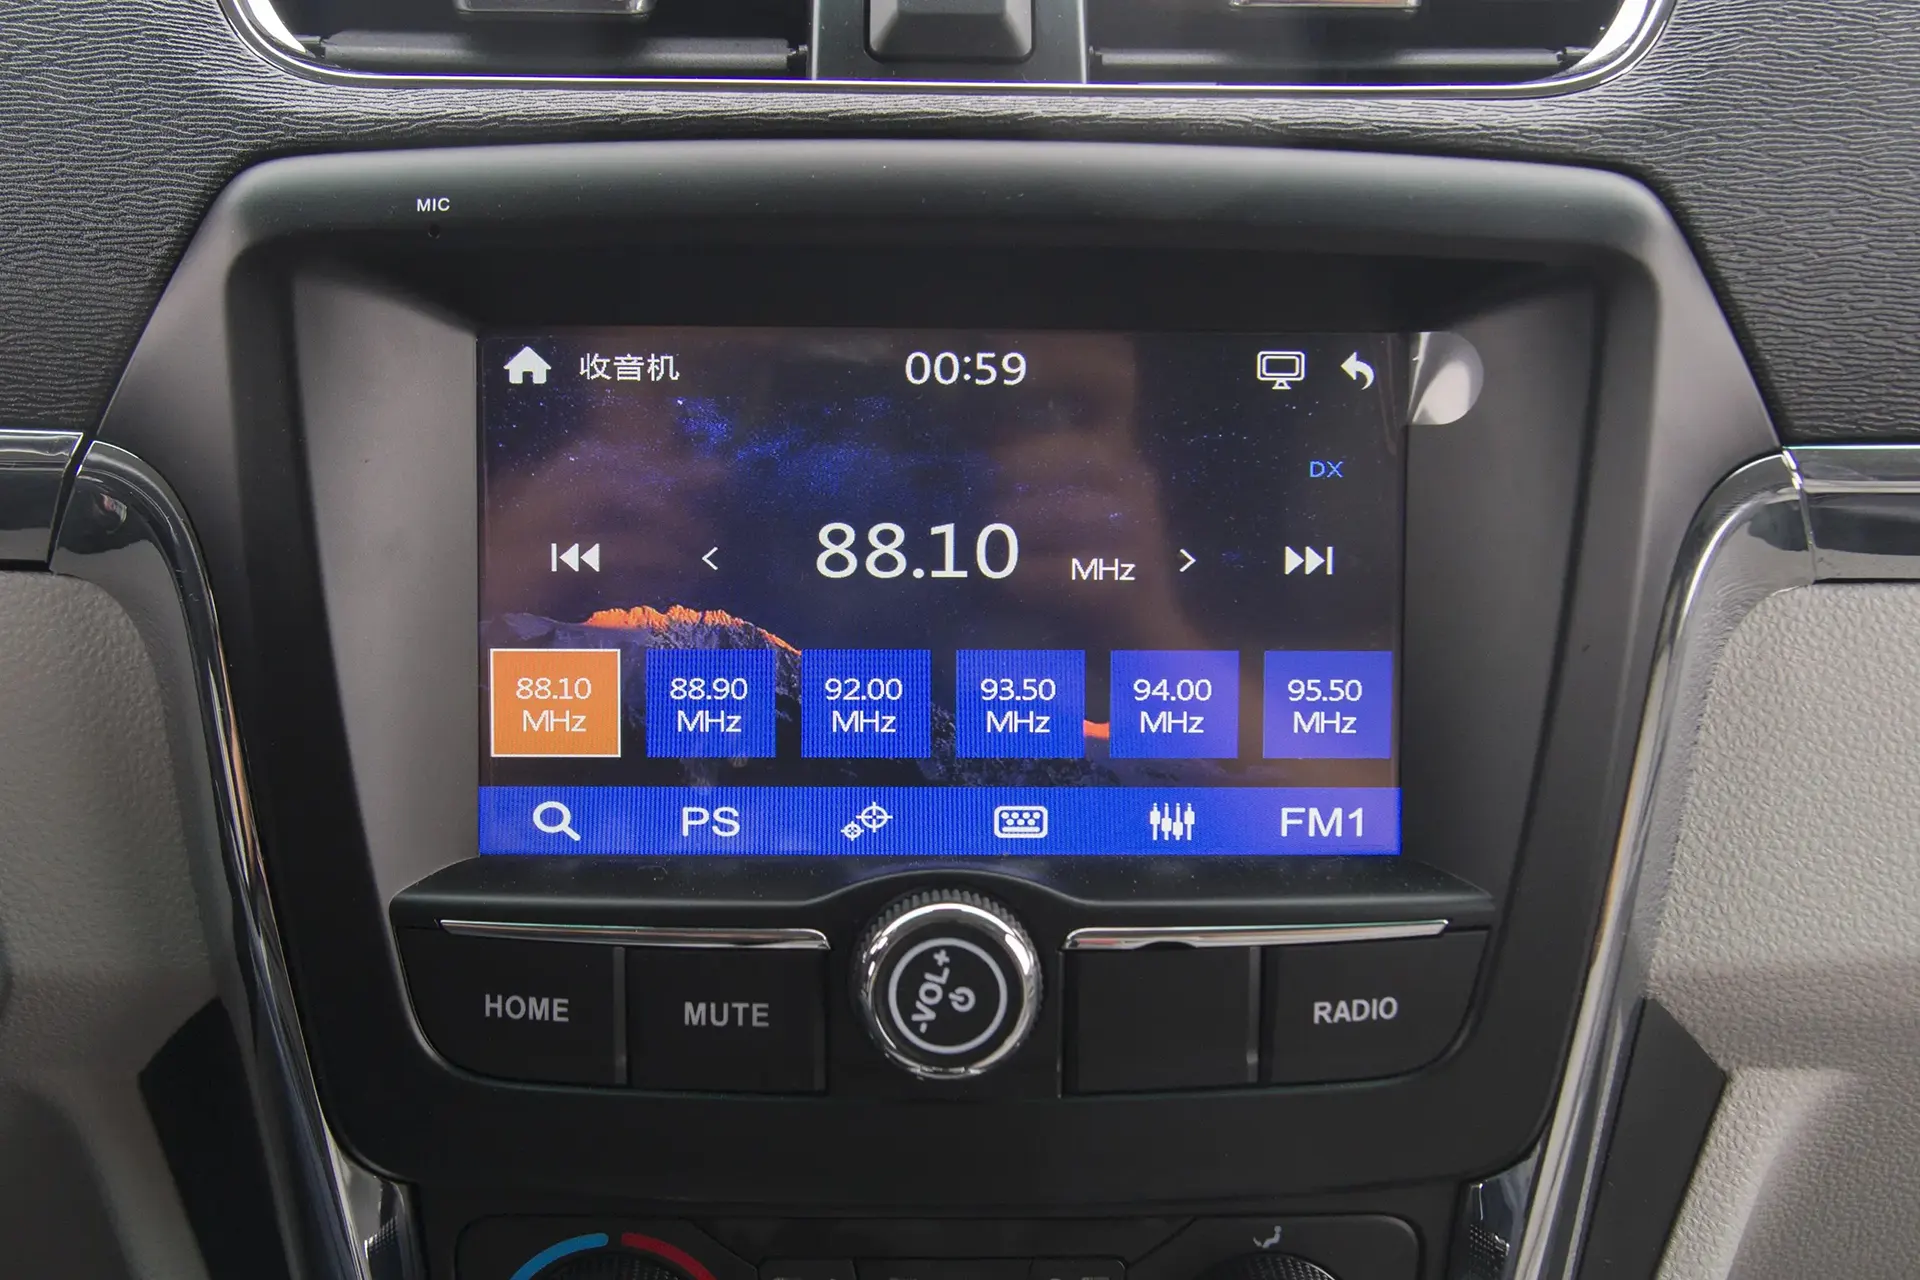 MIC
收音机
00:59
DX
88.10 MHz
88.10
MHz
88.90
MHz
92.00
MHz
93.50
MHz
94.00
MHz
95.50
MHz
PS
FM1
HOME
MUTE
-VOL+
RADIO